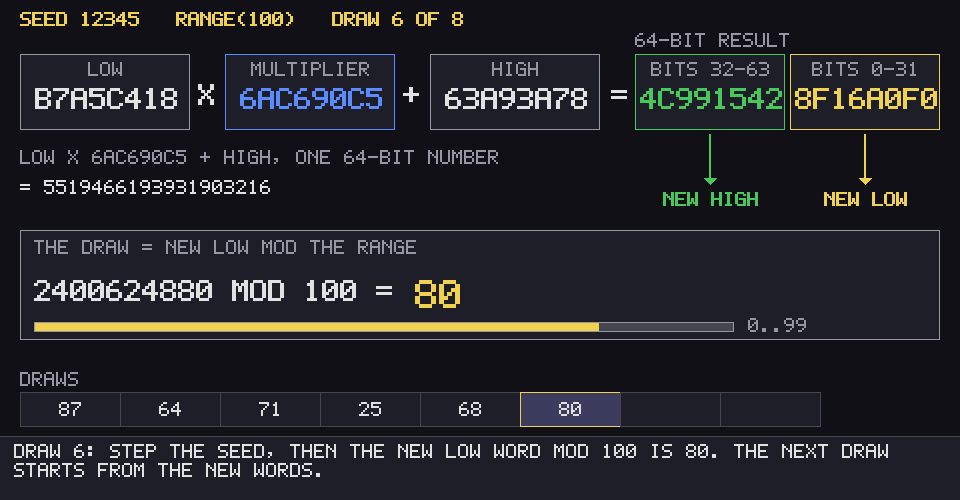 SEED 12345 RANGE(100) DRAW 6 OF 8
64-BIT RESULT
LOW MULTIPLIER HIGH BITS 32-63 BITS 0-31
B7A5C418 X 6AC690C5 + 63A93A78 = 4C991542 8F16A0F0
LOW X 6AC690C5 + HIGH, ONE 64-BIT NUMBER
= 5519466193931903216
NEW HIGH NEW LOW
THE DRAW = NEW LOW MOD THE RANGE
2400624880 MOD 100 = 80
0..99
DRAWS
87 64 71 25 68 80
DRAW 6: STEP THE SEED, THEN THE NEW LOW WORD MOD 100 IS 80. THE NEXT DRAW
STARTS FROM THE NEW WORDS.